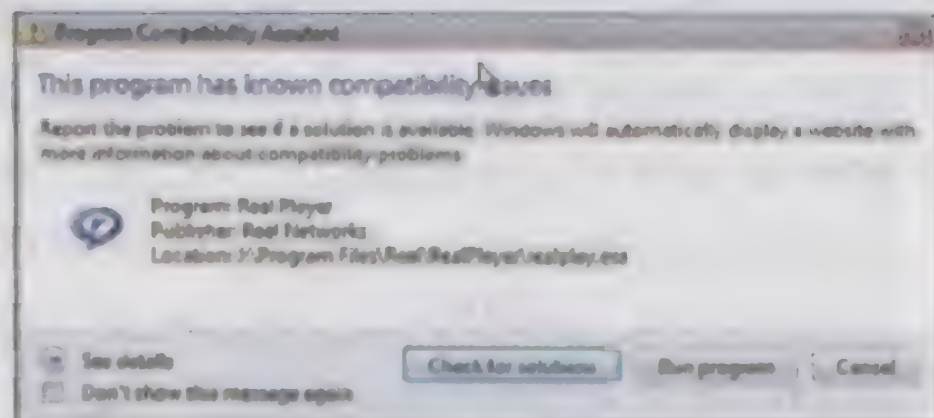 Program Compatibility Assistant
This program has known compatibility issues
Report the problem to see if a solution is available. Windows will automatically display a website with
more information about compatibility problems
Program: Real Player
Publisher: Real Networks
Location: \Program Files\Real\RealPlayer\realplay.exe
See details
Check for solutions
Run program
Cancel
Don't show this message again